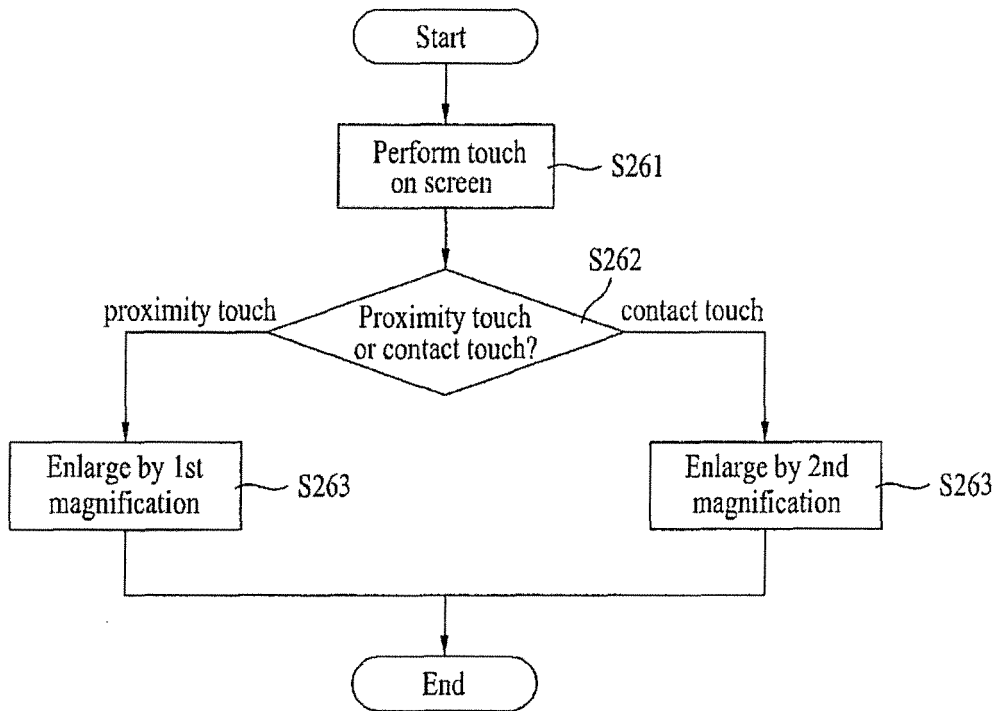 Start
Perform touch
on screen
S261
S262
proximity touch
Proximity touch
or contact touch?
contact touch
Enlarge by 1st
magnification
S263
Enlarge by 2nd
magnification
S263
End